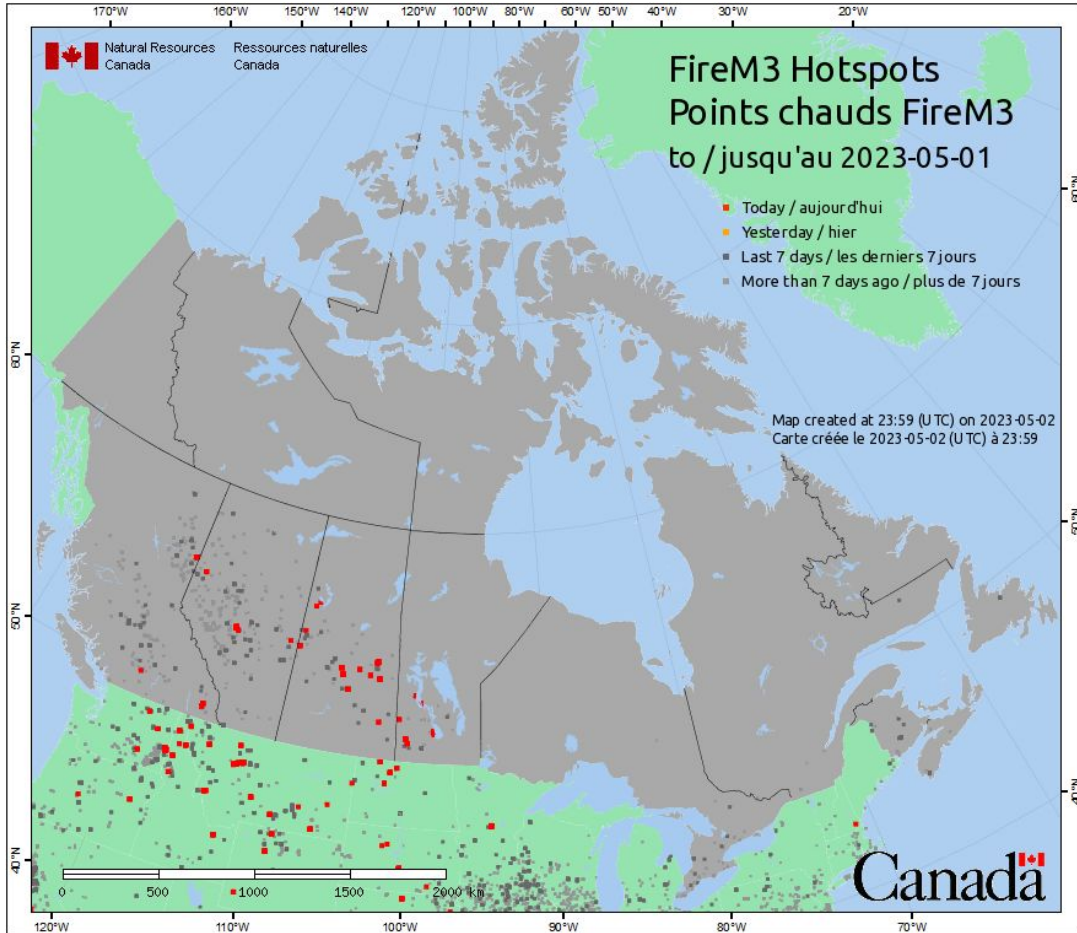 170°W 160°W 150°W 140°W 130°W 120°W 110°W 100°W 90°W 80°W 70°W 60°W 50°W 40°W 30°W 20°W
Natural Resources Ressources naturelles
Canada Canada
FireM3 Hotspots
Points chauds FireM3
to / jusqu'au 2023-05-01
Today / aujourd'hui
Yesterday / hier
Last 7 days / les derniers 7 jours
More than 7 days ago / plus de 7 jours
60°N
60°N
Map created at 23:59 (UTC) on 2023-05-02
Carte créée le 2023-05-02 (UTC) à 23:59
50°N
50°N
40°N
40°N
0 500 1000 1500 2000 km
Canada
120°W 110°W 100°W 90°W 80°W 70°W